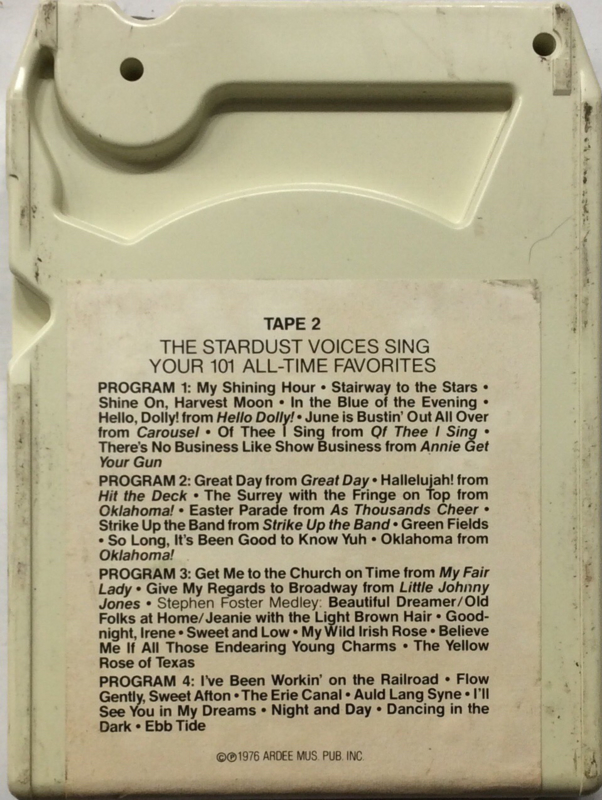 TAPE 2
THE STARDUST VOICES SING
YOUR 101 ALL-TIME FAVORITES
PROGRAM 1: My Shining Hour • Stairway to the Stars •
Shine On, Harvest Moon • In the Blue of the Evening •
Hello, Dolly! from Hello Dolly! • June is Bustin' Out All Over
from Carousel • Of Thee I Sing from Of Thee I Sing •
There's No Business Like Show Business from Annie Get
Your Gun
PROGRAM 2: Great Day from Great Day • Hallelujah! from
Hit the Deck • The Surrey with the Fringe on Top from
Oklahoma! • Easter Parade from As Thousands Cheer •
Strike Up the Band from Strike Up the Band • Green Fields
• So Long, It's Been Good to Know Yuh • Oklahoma from
Oklahoma!
PROGRAM 3: Get Me to the Church on Time from My Fair
Lady • Give My Regards to Broadway from Little Johnny
Jones • Stephen Foster Medley: Beautiful Dreamer/Old
Folks at Home/Jeanie with the Light Brown Hair • Good-
night, Irene • Sweet and Low • My Wild Irish Rose • Believe
Me If All Those Endearing Young Charms • The Yellow
Rose of Texas
PROGRAM 4: I've Been Workin' on the Railroad • Flow
Gently, Sweet Afton • The Erie Canal • Auld Lang Syne • I'll
See You in My Dreams • Night and Day • Dancing in the
Dark • Ebb Tide
©℗1976 ARDEE MUS. PUB. INC.